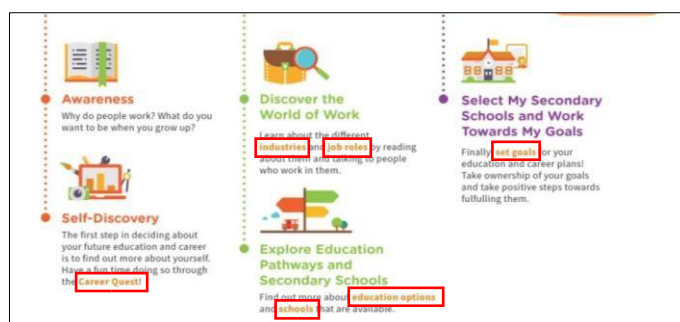 Awareness
Why do people work? What do you
want to be when you grow up?
Self-Discovery
The first step in deciding about
your future education and career
is to find out more about yourself.
Have a fun time doing so through
the Career Quest!
Discover the
World of Work
Learn about the different
industries and job roles by reading
about them and talking to people
who work in them.
Explore Education
Pathways and
Secondary Schools
Find out more about education options
and schools that are available.
Select My Secondary
Schools and Work
Towards My Goals
Finally set goals for your
education and career plans!
Take ownership of your goals
and take positive steps towards
fulfulling them.